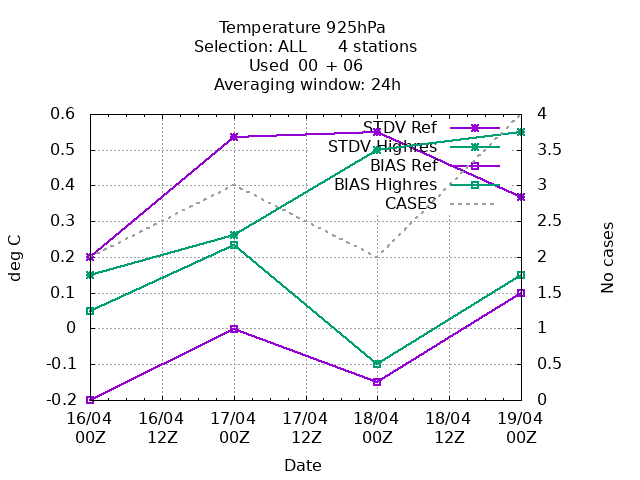 Temperature 925hPa
Selection: ALL      4 stations
Used  00 + 06
Averaging window: 24h
0.6
0.5
0.4
0.3
0.2
0.1
0
-0.1
-0.2
deg C
4
3.5
3
2.5
2
1.5
1
0.5
0
No cases
STDV Ref
STDV Highres
BIAS Ref
BIAS Highres
CASES
16/04 16/04 17/04 17/04 18/04 18/04 19/04
00Z 12Z 00Z 12Z 00Z 12Z 00Z
Date